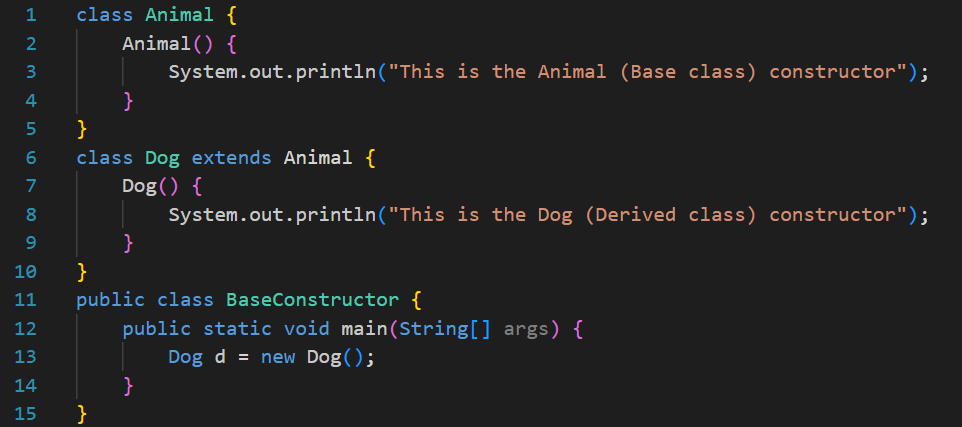 1 class Animal {
2     Animal() {
3         System.out.println("This is the Animal (Base class) constructor");
4     }
5 }
6 class Dog extends Animal {
7     Dog() {
8         System.out.println("This is the Dog (Derived class) constructor");
9     }
10 }
11 public class BaseConstructor {
12     public static void main(String[] args) {
13         Dog d = new Dog();
14     }
15 }